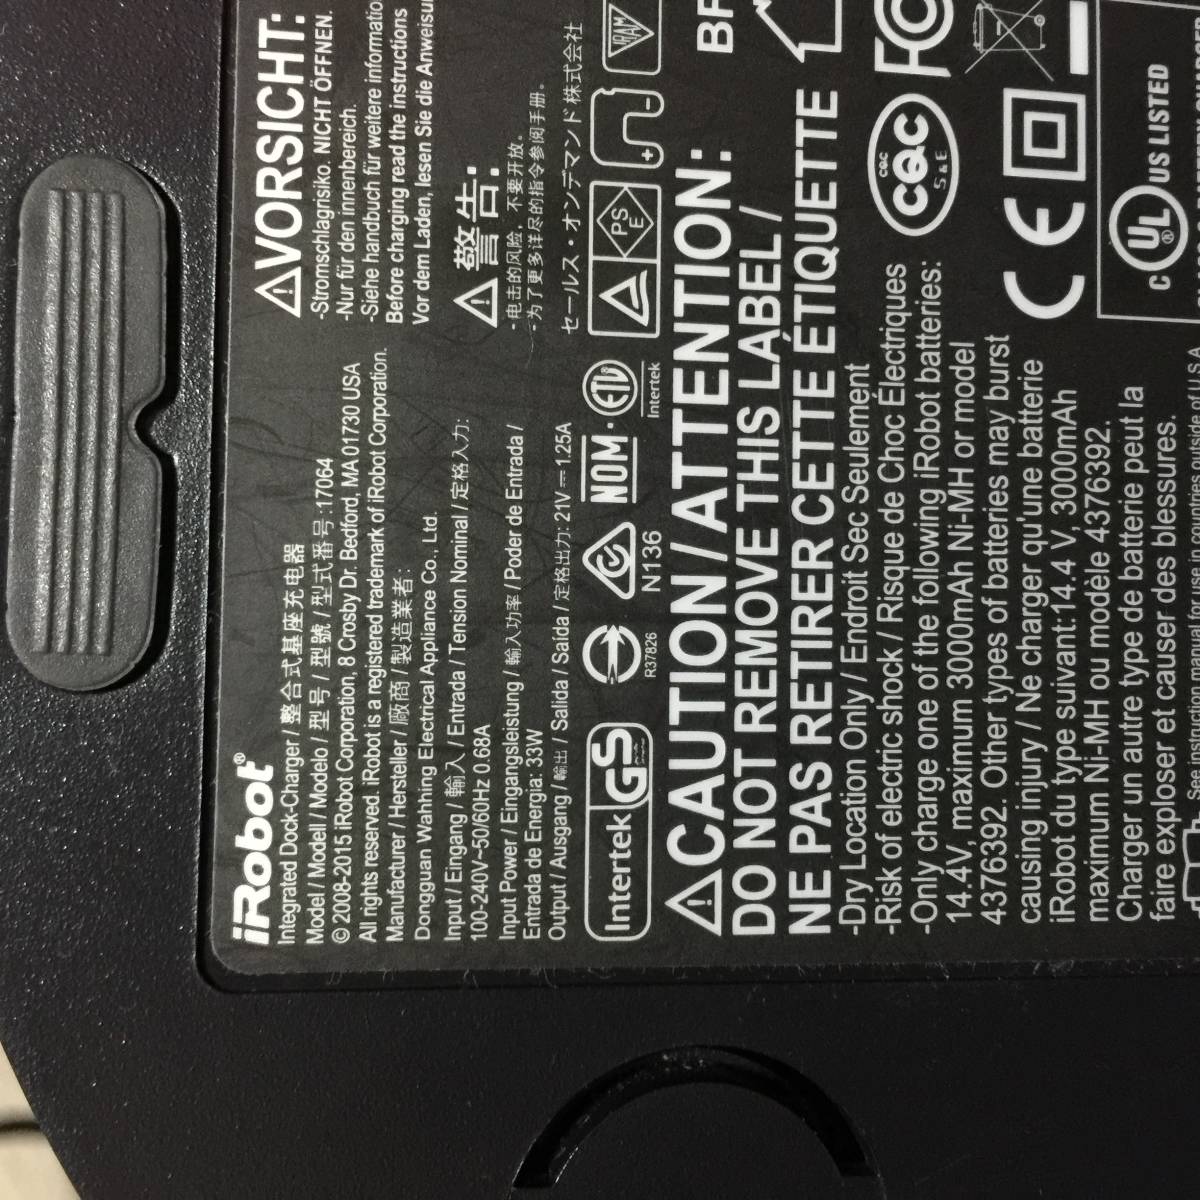 iRobot®
Integrated Dock-Charger / 整合式基座充电器
Model / Modell / Modelo / 型号 / 型號 / 型式番号 :17064
© 2008-2015 iRobot Corporation, 8 Crosby Dr. Bedford, MA 01730 USA
All rights reserved. iRobot is a registered trademark of iRobot Corporation.
Manufacturer / Hersteller / 廠商 / 製造業者:
Dongguan Wahhing Electrical Appliance Co., Ltd.
Input / Eingang / 輸入 / Entrada / Tension Nominal / 定格入力:
100-240V~50/60Hz 0.68A
Input Power / Eingangsleistung / 輸入功率 / Poder de Entrada /
Entrada de Energia: 33W
Output / Ausgang / 輸出 / Salida / Saida / 定格出力: 21V⎓1.25A
Intertek GS
R37826
N136
NOM
ETL
Intertek
⚠VORSICHT:
-Stromschlagrisiko. NICHT ÖFFNEN.
-Nur für den innenbereich.
-Siehe handbuch für weitere
Before charging read the instructions
Vor dem Laden, lesen Sie die
⚠警告:
-电击的风险，不要开放。
-为了更多详尽的指令参阅手册。
セールス・オンデマンド株式会社
PS
E
+ -
⚠CAUTION/ATTENTION:
DO NOT REMOVE THIS LABEL /
NE PAS RETIRER CETTE ÉTIQUETTE
-Dry Location Only / Endroit Sec Seulement
-Risk of electric shock / Risque de Choc Électriques
-Only charge one of the following iRobot batteries:
14.4V, maximum 3000mAh Ni-MH or model
4376392. Other types of batteries may burst
causing injury / Ne charger qu'une batterie
iRobot du type suivant:14.4 V, 3000mAh
maximum Ni-MH ou modèle 4376392.
Charger un autre type de batterie peut la
faire exploser et causer des blessures.
FC
CQC
CQC
S&E
CE
C UL® US LISTED